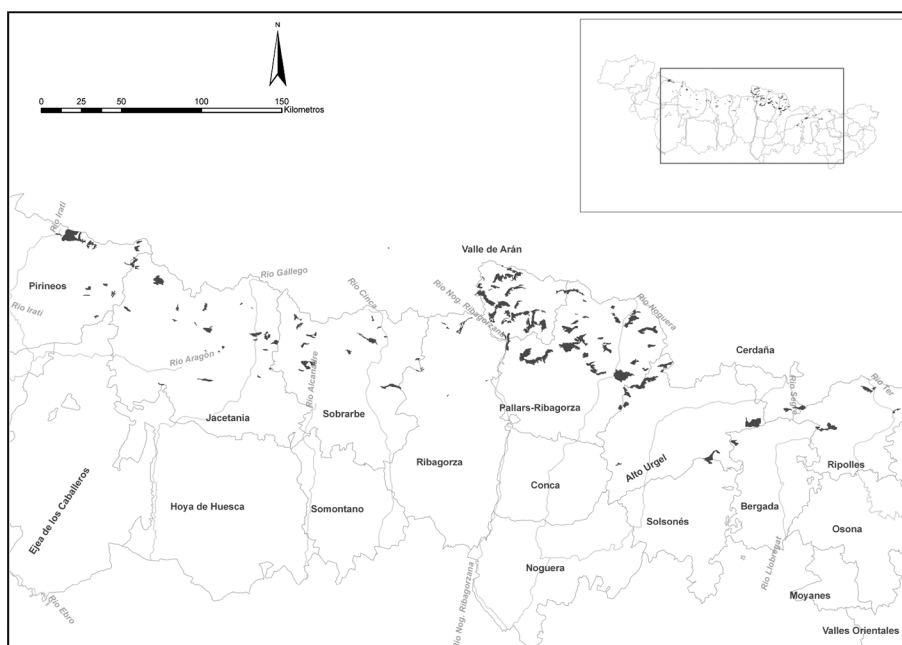 N
0 25 50 100 150
Kilometros
Valle de Arán
Río Irati
Río Gállego
Pirineos
Río Cinca
Río Nog. Ribagorzana
Río Noguera
Río Irati
Río Aragón
Cerdaña
Río Alcanadre
Río Segre
Río Ter
Jacetania
Sobrarbe
Pallars-Ribagorza
Ribagorza
Alto Urgel
Ripolles
Ejea de los Caballeros
Conca
Hoya de Huesca
Somontano
Solsonés
Bergada
Osona
Noguera
Río Llobregat
Río Ebro
Río Nog. Ribagorzana
Moyanes
Valles Orientales